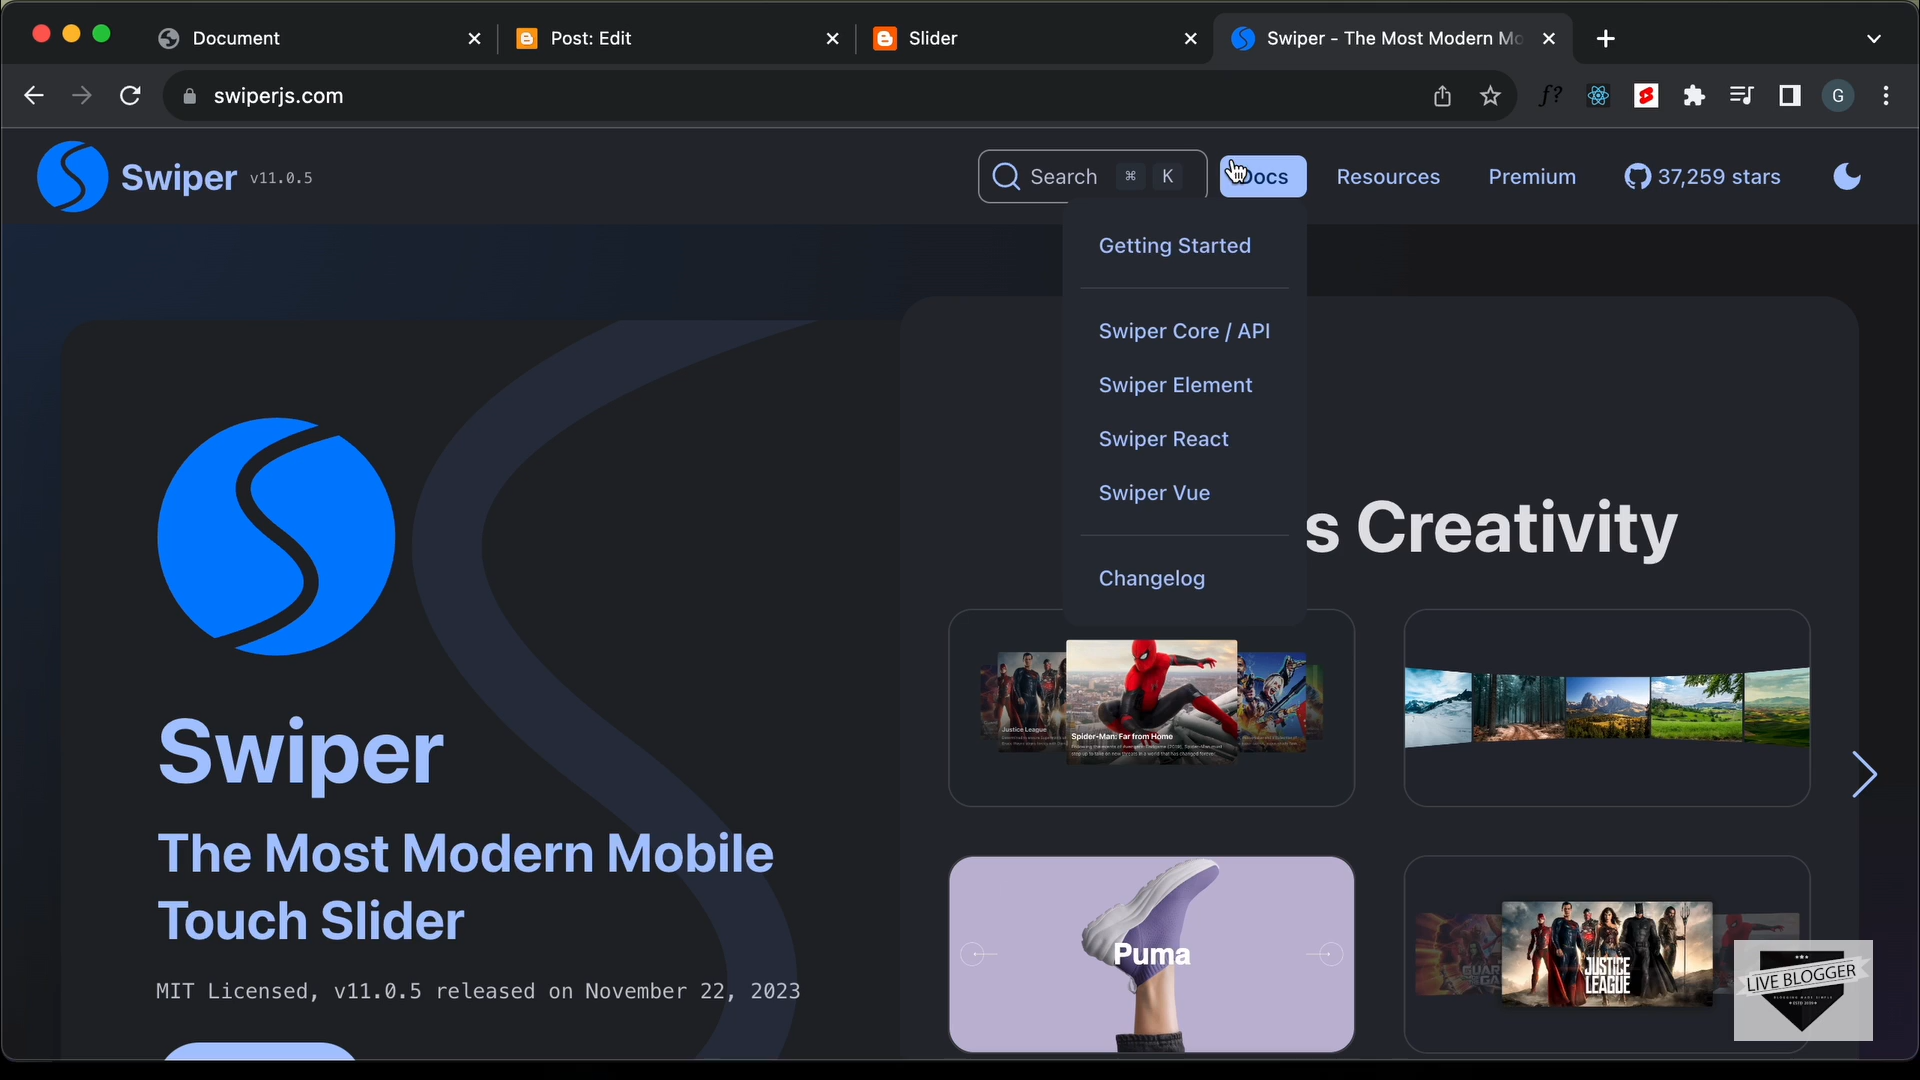 Document
Post: Edit
Slider
Swiper - The Most Modern Mo
swiperjs.com
G
Swiper v11.0.5
Search ⌘ K
Docs
Resources
Premium
37,259 stars
Getting Started
Swiper Core / API
Swiper Element
Swiper React
Swiper Vue
Changelog
s Creativity
Justice League
Spider-Man: Far from Home
Swiper
The Most Modern Mobile
Touch Slider
MIT Licensed, v11.0.5 released on November 22, 2023
Puma
JUSTICE
LEAGUE
LIVE BLOGGER